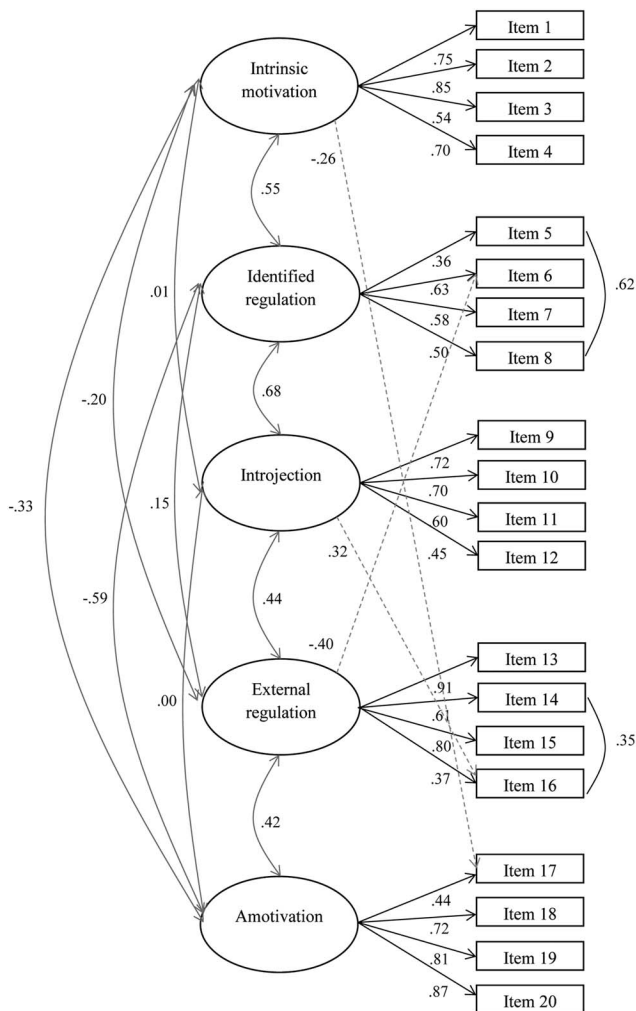 Item 1
Intrinsic
motivation
.75
Item 2
.85
Item 3
.54
Item 4
.70
-.26
.55
Item 5
.36
Item 6
Identified
regulation
.63
.62
.01
Item 7
.58
Item 8
.50
.68
-.20
Item 9
.72
Item 10
Introjection
.70
-.33
.15
Item 11
.60
Item 12
.32
.45
-.59
.44
-.40
Item 13
.91
Item 14
External
regulation
.00
.61
Item 15
.35
.80
Item 16
.37
.42
Item 17
.44
Item 18
Amotivation
.72
Item 19
.81
.87
Item 20